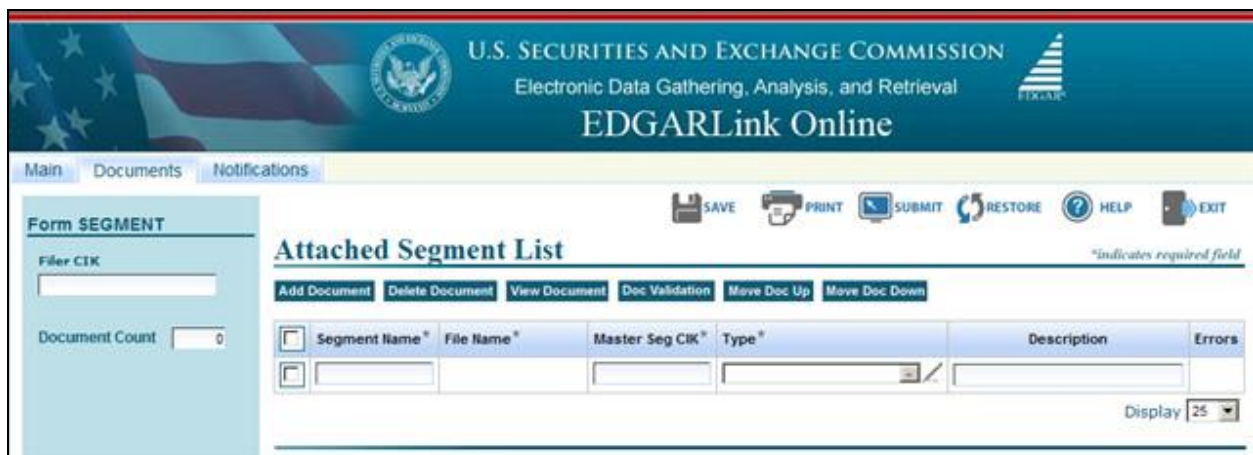 U.S. SECURITIES AND EXCHANGE COMMISSION
Electronic Data Gathering, Analysis, and Retrieval
EDGAR®
EDGARLink Online
Main Documents Notifications
SAVE PRINT SUBMIT RESTORE HELP EXIT
Form SEGMENT
Attached Segment List
*indicates required field
Filer CIK
Add Document Delete Document View Document Doc Validation Move Doc Up Move Doc Down
Document Count 0
Segment Name* File Name* Master Seg CIK* Type* Description Errors
Display 25